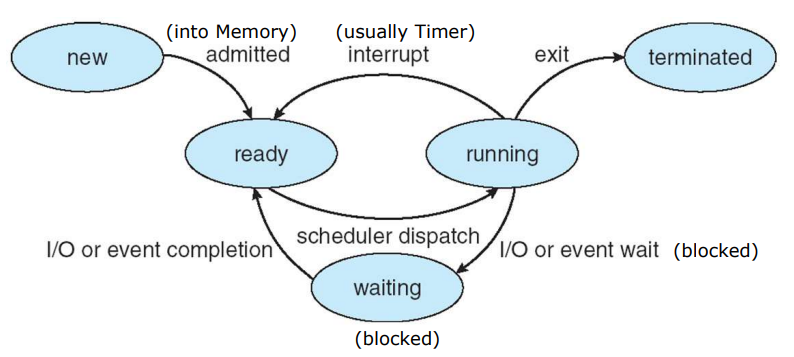 (into Memory) (usually Timer)
new admitted interrupt exit terminated
ready running
I/O or event completion scheduler dispatch I/O or event wait (blocked)
waiting
(blocked)